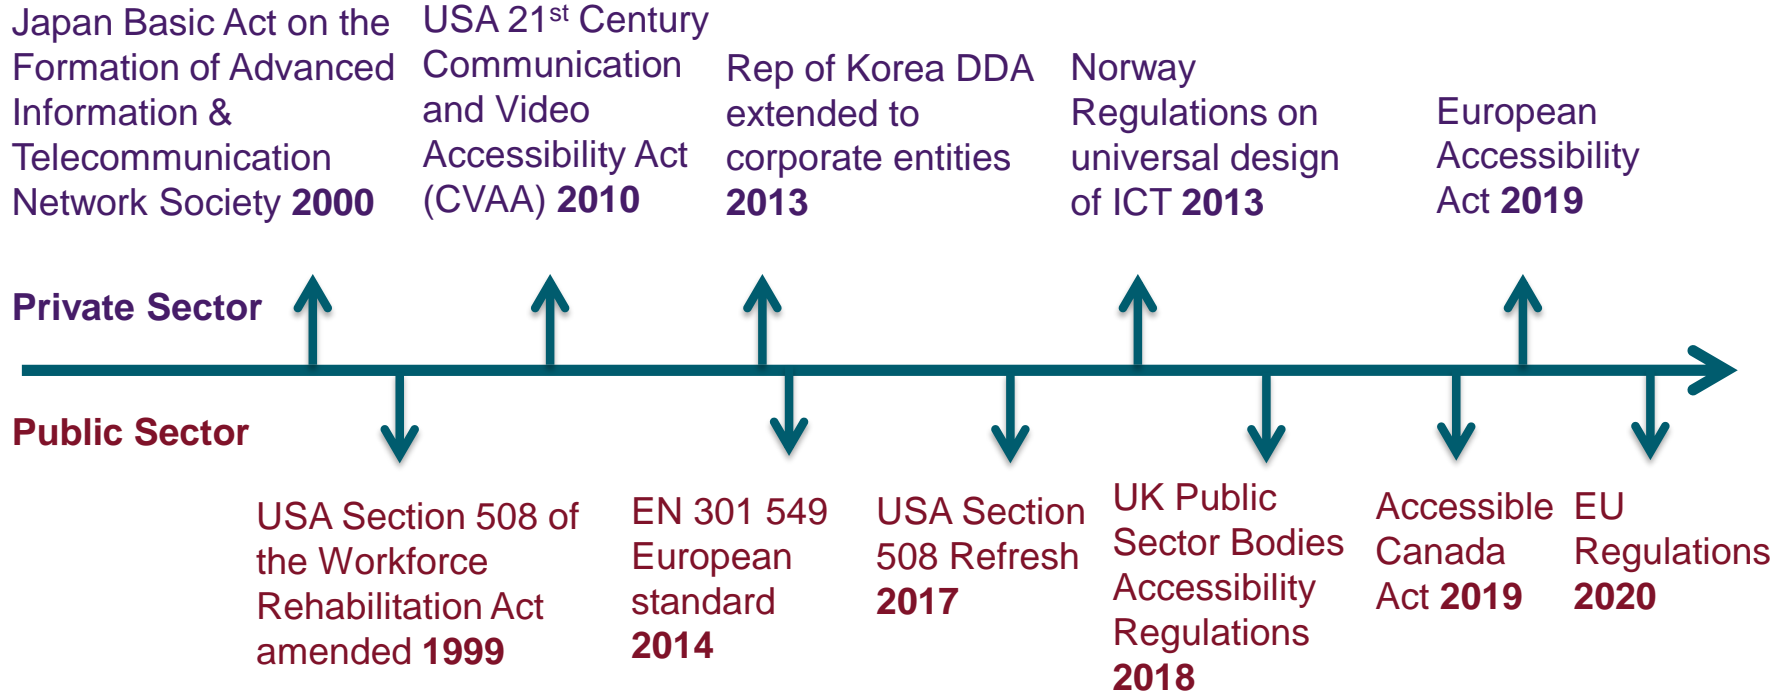 Japan Basic Act on the
Formation of Advanced
Information &
Telecommunication
Network Society 2000
USA 21st Century
Communication
and Video
Accessibility Act
(CVAA) 2010
Rep of Korea DDA
extended to
corporate entities
2013
Norway
Regulations on
universal design
of ICT 2013
European
Accessibility
Act 2019
Private Sector
Public Sector
USA Section 508 of
the Workforce
Rehabilitation Act
amended 1999
EN 301 549
European
standard
2014
USA Section
508 Refresh
2017
UK Public
Sector Bodies
Accessibility
Regulations
2018
Accessible
Canada
Act 2019
EU
Regulations
2020